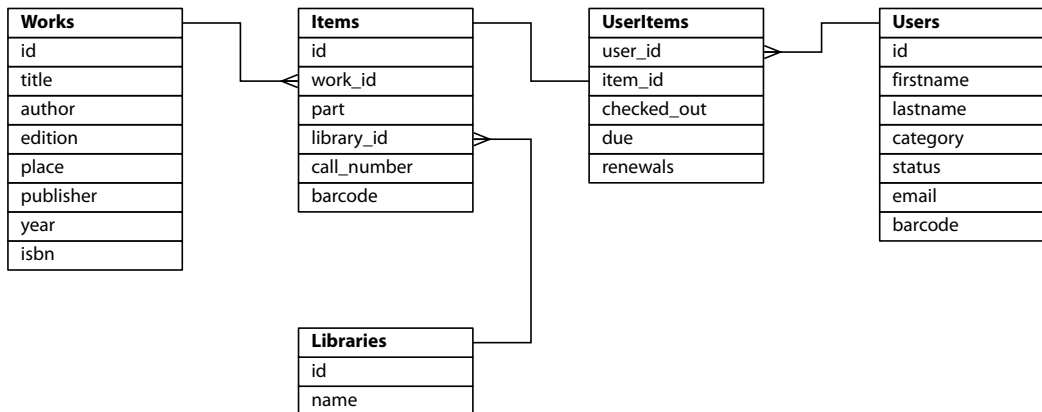 Works
id
title
author
edition
place
publisher
year
isbn
Items
id
work_id
part
library_id
call_number
barcode
UserItems
user_id
item_id
checked_out
due
renewals
Users
id
firstname
lastname
category
status
email
barcode
Libraries
id
name